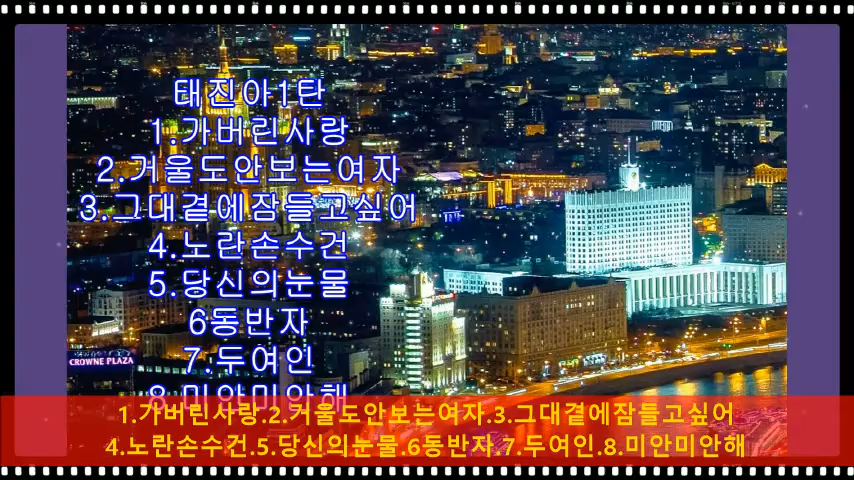 태진아1탄
1.가버린사랑
2.거울도안보는여자
3.그대곁에잠들고싶어
4.노란손수건
5.당신의눈물
6동반자
7.두여인
8.미안미안해
CROWNE PLAZA
1.가버린사랑.2.거울도안보는여자.3.그대곁에잠들고싶어
4.노란손수건.5.당신의눈물.6동반자.7.두여인.8.미안미안해